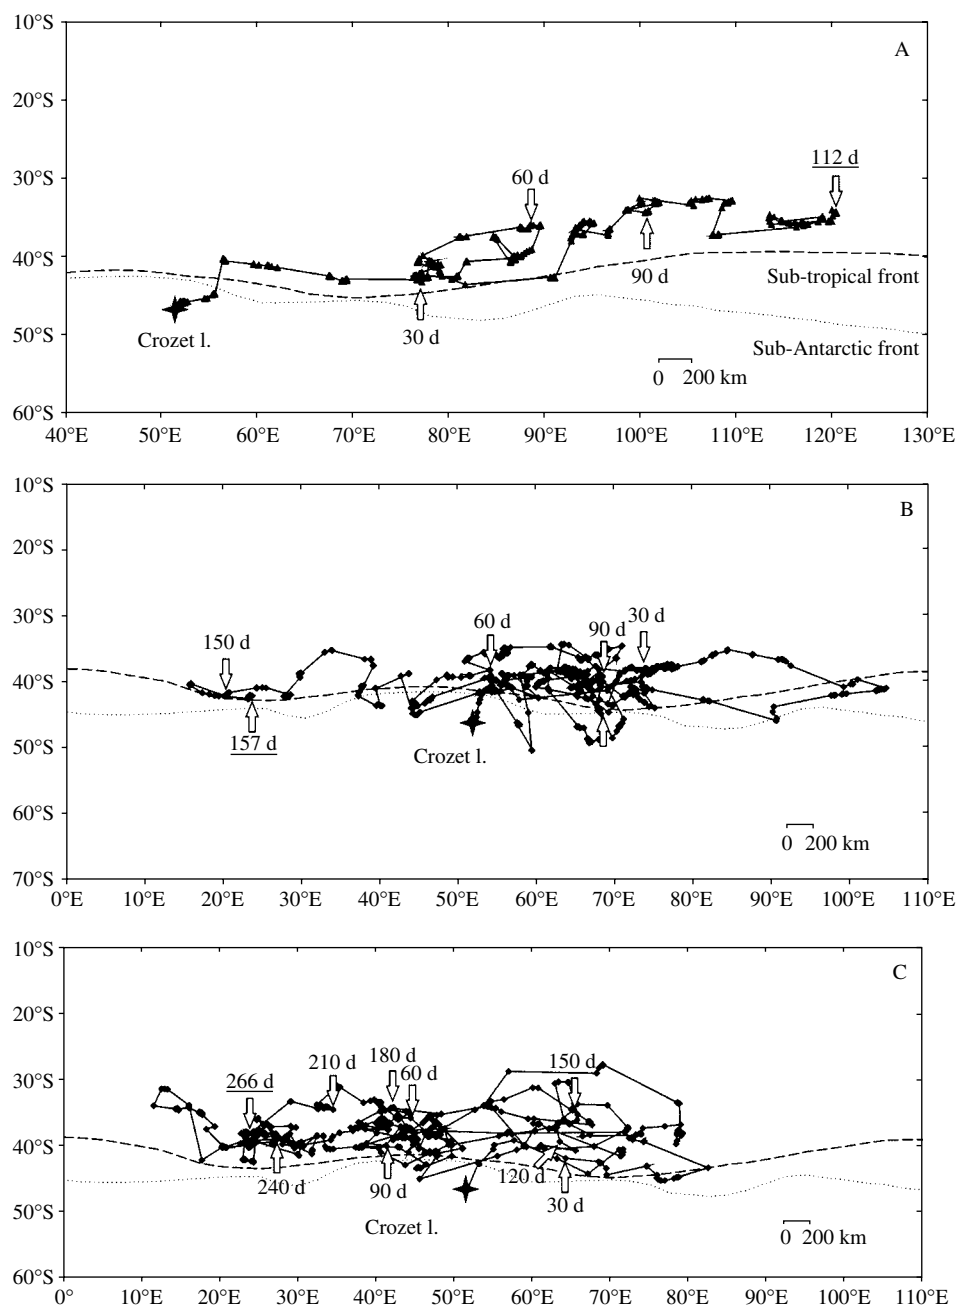 10°S
A
20°S
30°S
112 d
60 d
40°S
90 d
Sub-tropical front
30 d
Crozet l.
50°S
Sub-Antarctic front
0 200 km
60°S
40°E 50°E 60°E 70°E 80°E 90°E 100°E 110°E 120°E 130°E
10°S
B
20°S
30°S
60 d 90 d 30 d
150 d
40°S
157 d
50°S
Crozet l.
60°S
0 200 km
70°S
0°E 10°E 20°E 30°E 40°E 50°E 60°E 70°E 80°E 90°E 100°E 110°E
10°S
C
20°S
30°S
266 d 210 d 180 d 60 d 150 d
40°S
240 d 90 d 120 d 30 d
50°S
Crozet l.
0 200 km
60°S
0° 10°E 20°E 30°E 40°E 50°E 60°E 70°E 80°E 90°E 100°E 110°E